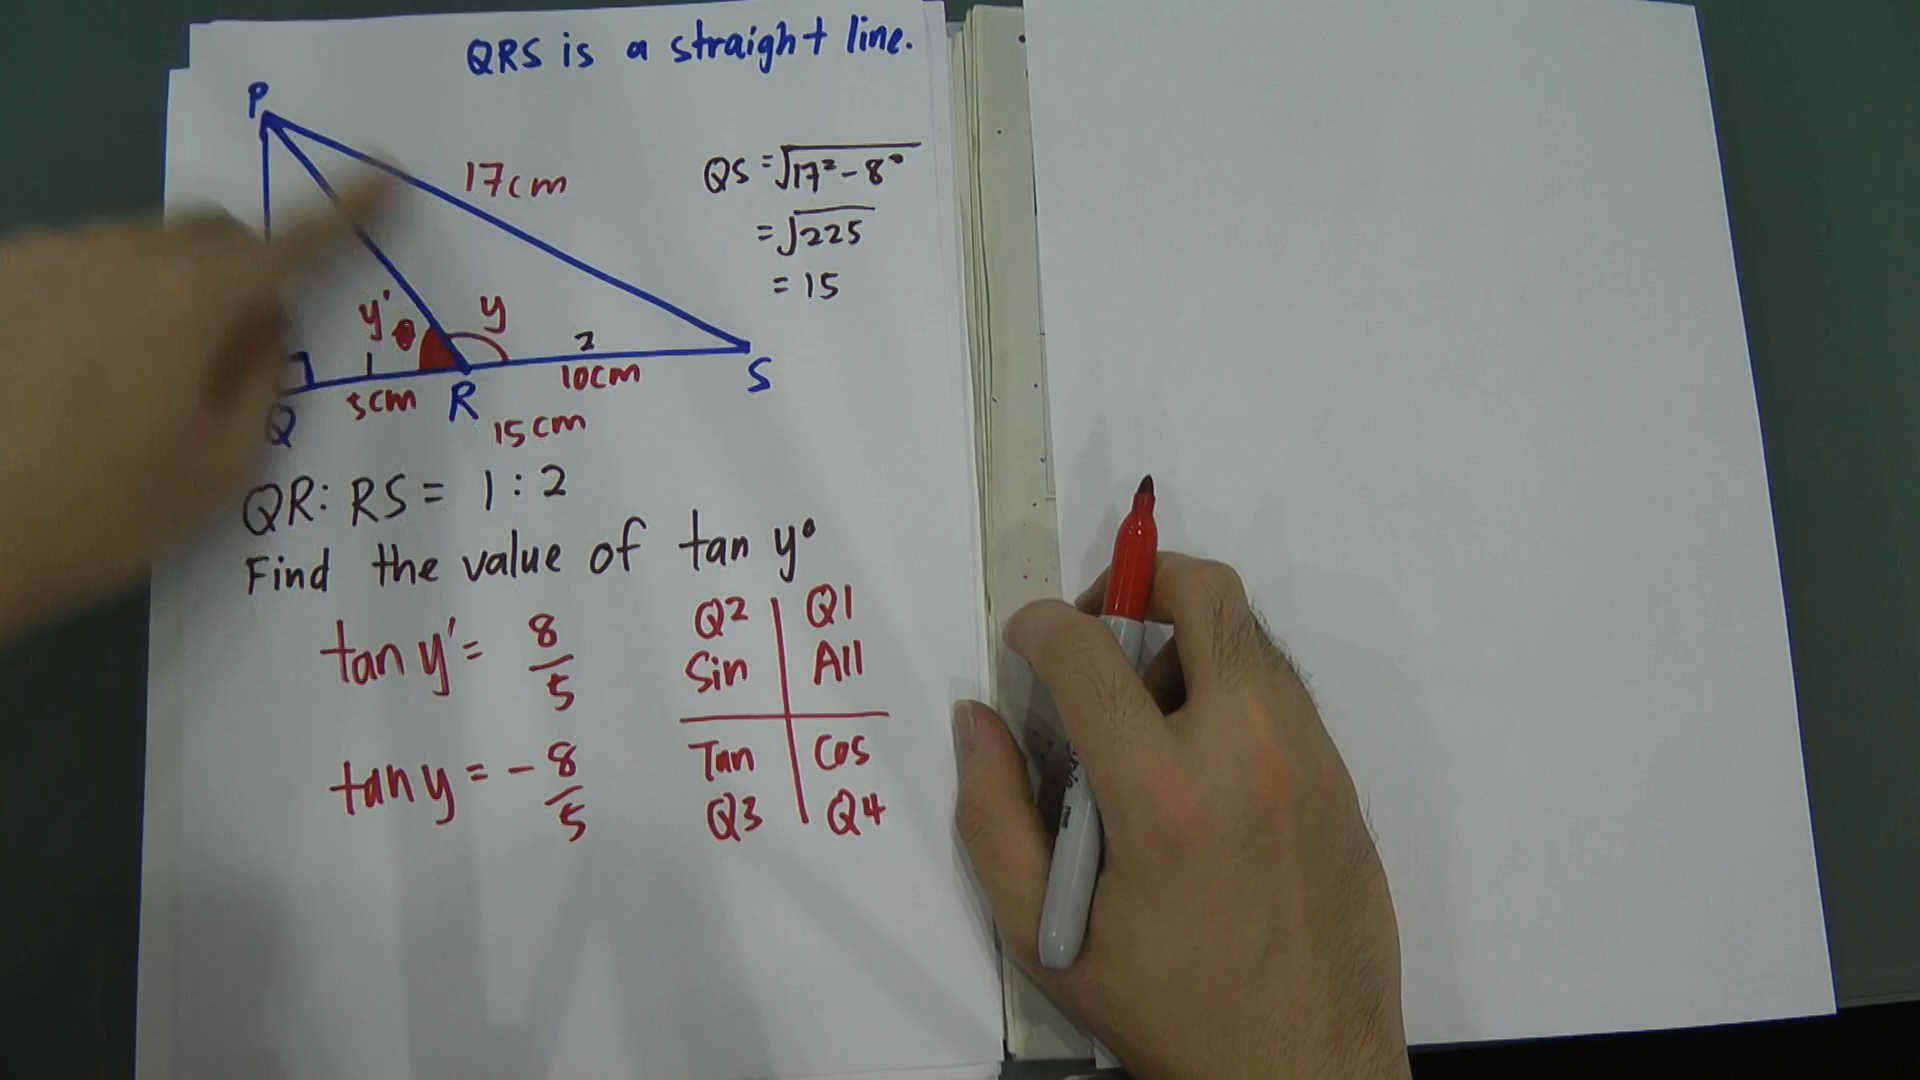 QRS is a straight line.
P
17cm
QS = √17² - 8²
= √225
= 15
y'
θ
y
2
1
5cm
R
10cm
S
Q
15cm
QR: RS = 1 : 2
Find the value of tan y°
tan y' = 8/5
Q2 Q1
Sin All
tan y = - 8/5
Tan Cos
Q3 Q4